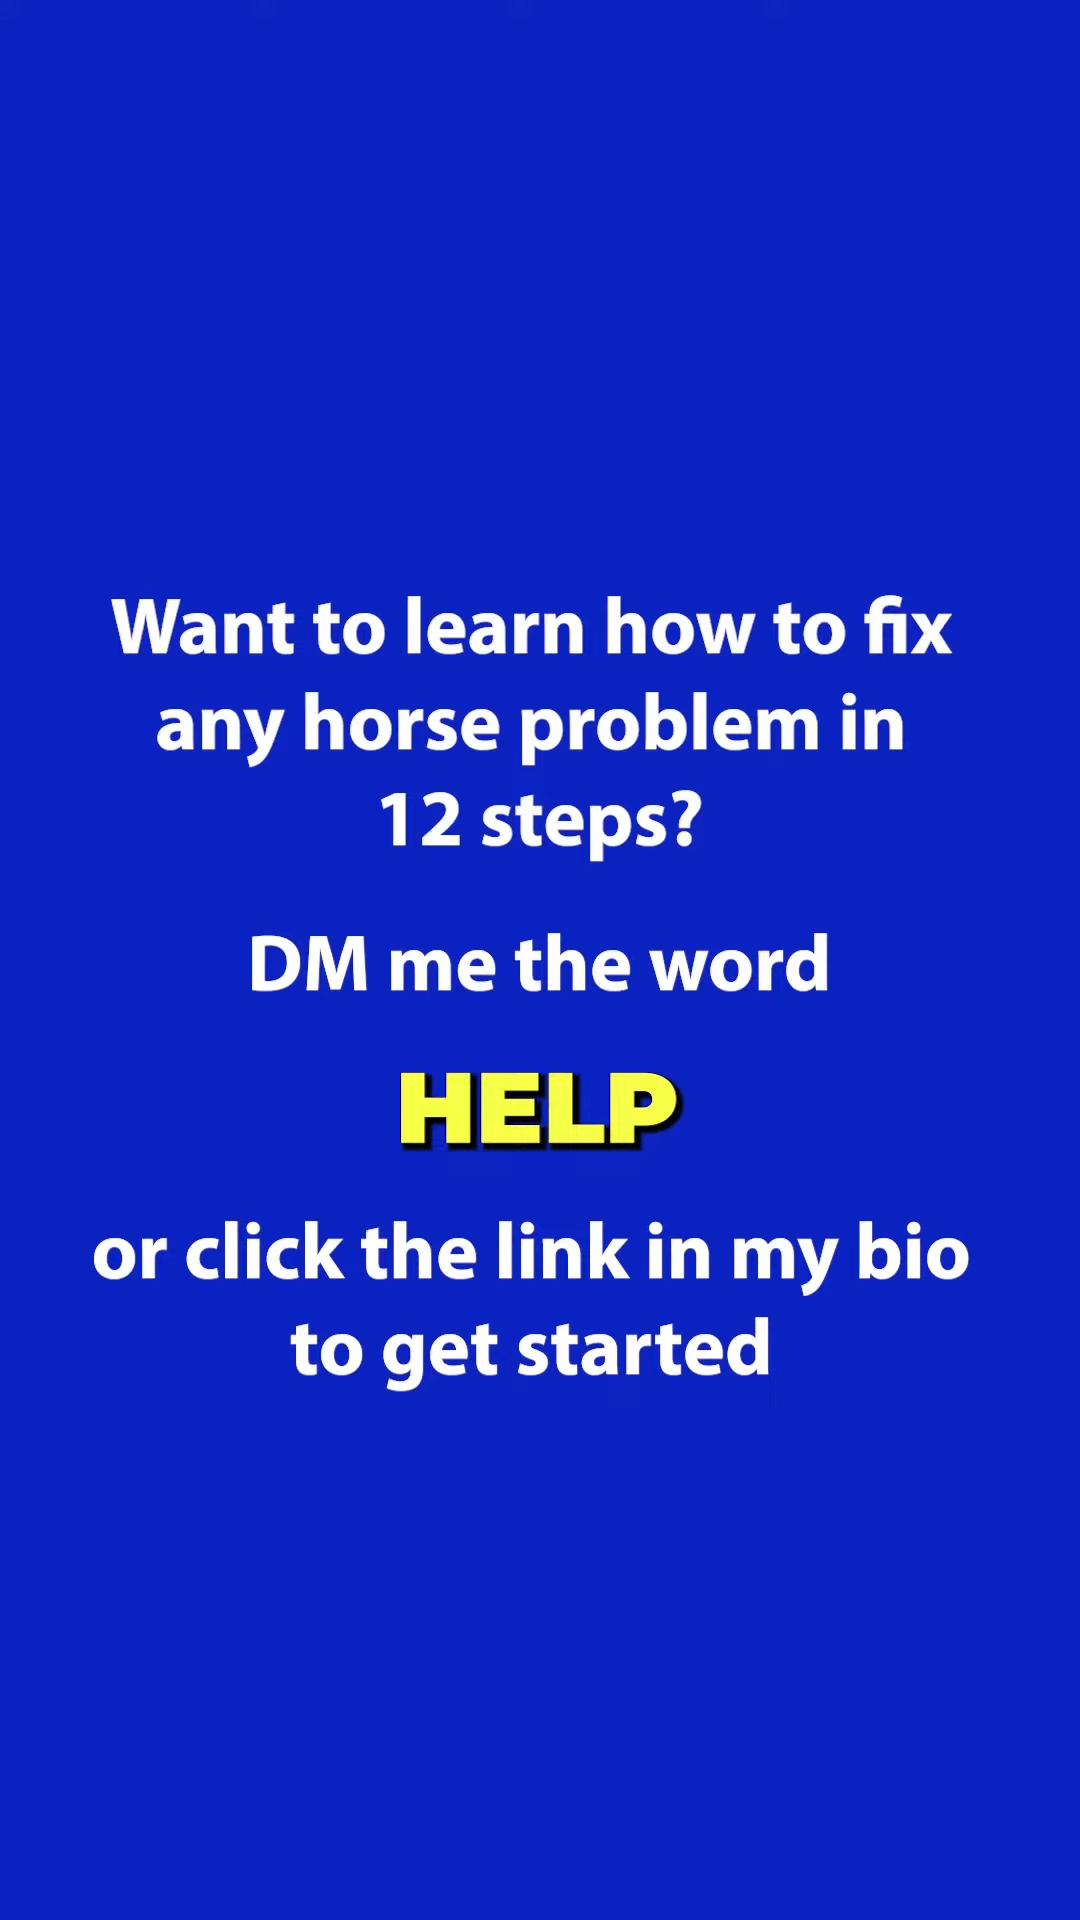 Want to learn how to fix
any horse problem in
12 steps?
DM me the word
HELP
or click the link in my bio
to get started